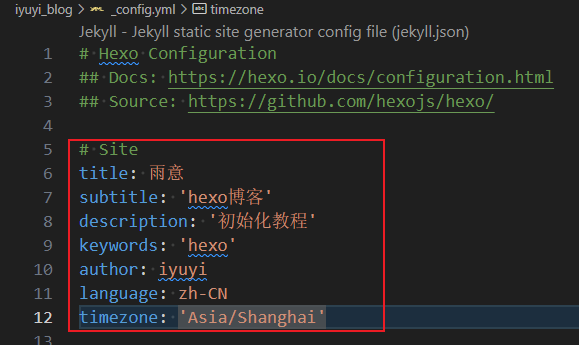 iyuyi_blog > _config.yml > timezone
Jekyll - Jekyll static site generator config file (jekyll.json)
1 # Hexo Configuration
2 ## Docs: https://hexo.io/docs/configuration.html
3 ## Source: https://github.com/hexojs/hexo/
4
5 # Site
6 title: 雨意
7 subtitle: 'hexo博客'
8 description: '初始化教程'
9 keywords: 'hexo'
10 author: iyuyi
11 language: zh-CN
12 timezone: 'Asia/Shanghai'
13